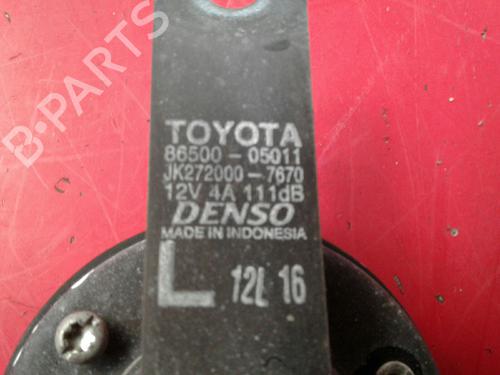 B-PARTS
TOYOTA
86500-05011
JK272000-7670
12V 4A 111dB
DENSO
MADE IN INDONESIA
L 12L 16